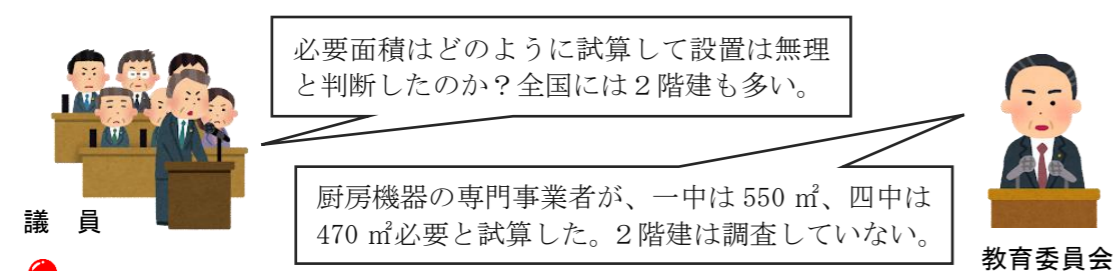 必要面積はどのように試算して設置は無理
と判断したのか？全国には２階建も多い。
厨房機器の専門事業者が、一中は 550 ㎡、四中は
470 ㎡必要と試算した。２階建は調査していない。
議　員
教育委員会